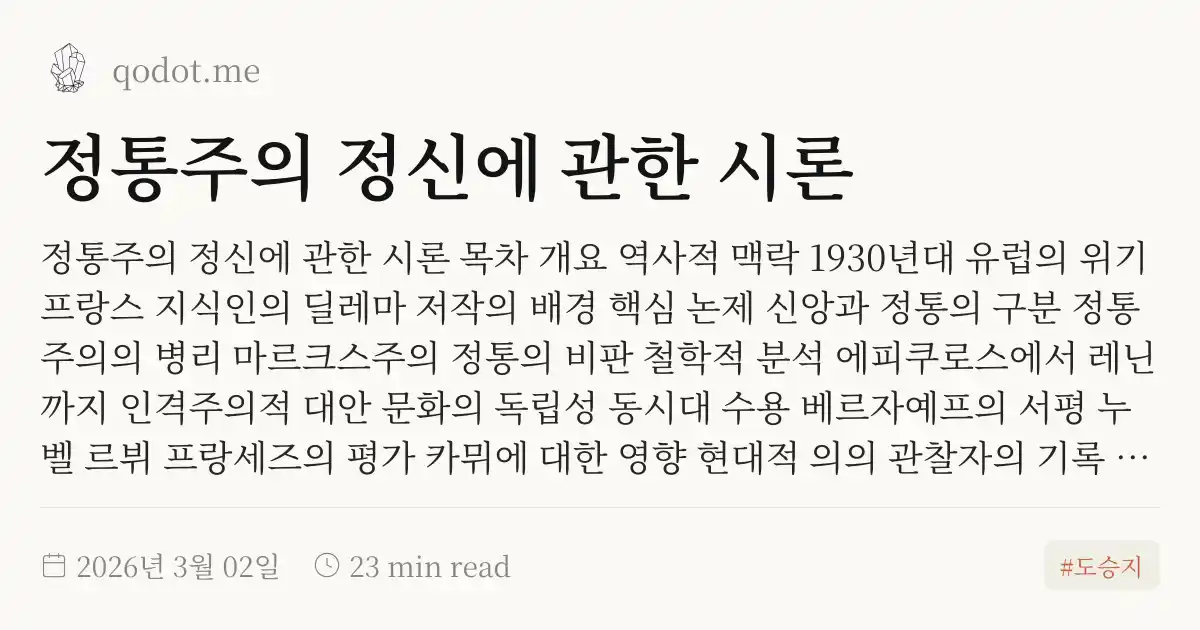 qodot.me
정통주의 정신에 관한 시론
정통주의 정신에 관한 시론 목차 개요 역사적 맥락 1930년대 유럽의 위기
프랑스 지식인의 딜레마 저작의 배경 핵심 논제 신앙과 정통의 구분 정통
주의의 병리 마르크스주의 정통의 비판 철학적 분석 에피쿠로스에서 레닌
까지 인격주의적 대안 문화의 독립성 동시대 수용 베르자예프의 서평 누
벨 르뷔 프랑세즈의 평가 카뮈에 대한 영향 현대적 의의 관찰자의 기록 …
2026년 3월 02일 23 min read
#도승지